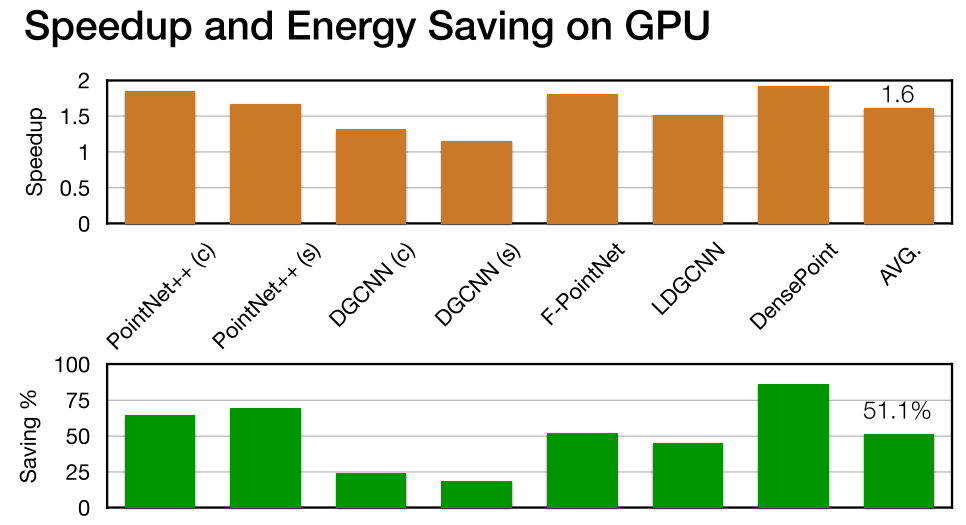 Speedup and Energy Saving on GPU
Speedup
2
1.5
1
0.5
0
1.6
PointNet++ (c)
PointNet++ (s)
DGCNN (c)
DGCNN (s)
F-PointNet
LDGCNN
DensePoint
AVG.
Saving %
100
75
50
25
0
51.1%